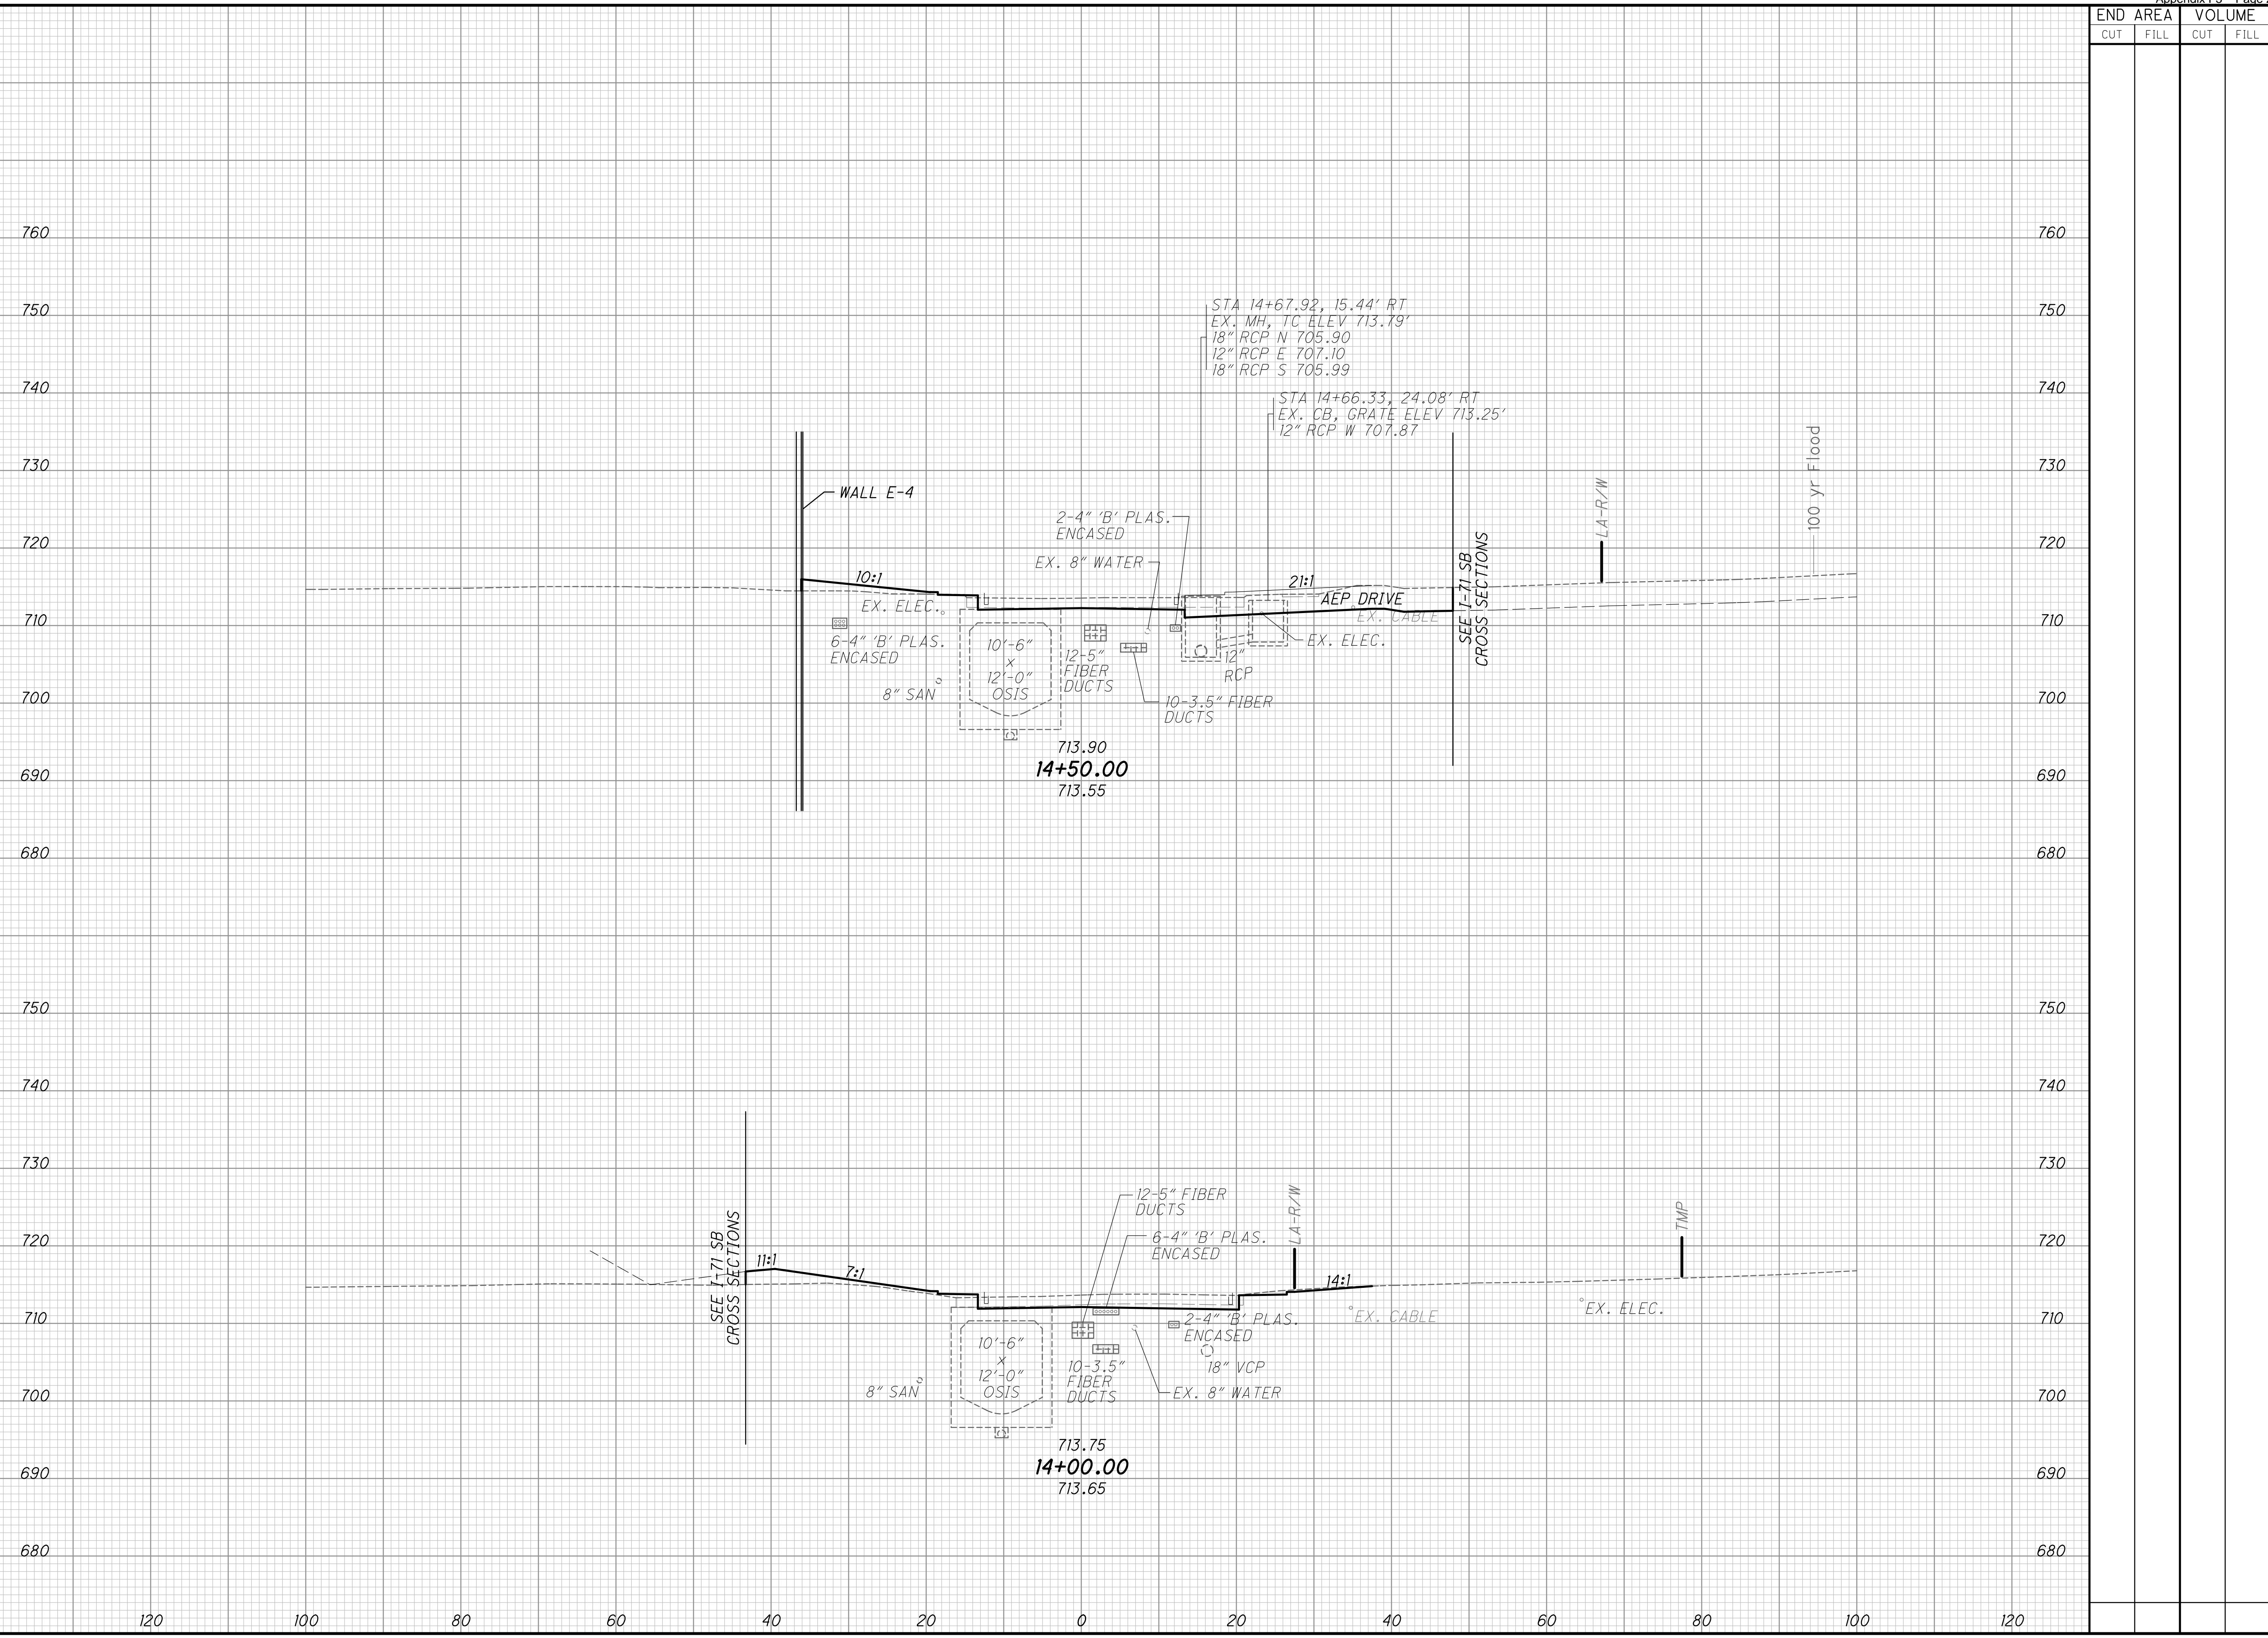 END AREA VOLUME
CUT FILL CUT FILL
760 760
750 750
STA 14+67.92, 15.44' RT
EX. MH, TC ELEV 713.79'
18" RCP N 705.90
12" RCP E 707.10
18" RCP S 705.99
740 740
STA 14+66.33, 24.08' RT
EX. CB, GRATE ELEV 713.25'
12" RCP W 707.87
730 730
100 yr Flood
WALL E-4
LA-R/W
2-4" 'B' PLAS.
ENCASED
720 720
EX. 8" WATER
SEE I-71 SB
CROSS SECTIONS
10:1
21:1
AEP DRIVE
EX. ELEC.
EX. CABLE
710 710
6-4" 'B' PLAS.
ENCASED
EX. ELEC.
10'-6"
x
12'-0"
OSIS
12-5"
FIBER
DUCTS
12"
RCP
8" SAN
700 700
10-3.5" FIBER
DUCTS
713.90
14+50.00
713.55
690 690
680 680
750 750
740 740
730 730
12-5" FIBER
DUCTS
LA-R/W
TMP
6-4" 'B' PLAS.
ENCASED
720 720
SEE I-71 SB
CROSS SECTIONS
11:1
7:1
14:1
EX. ELEC.
EX. CABLE
710 710
2-4" 'B' PLAS.
ENCASED
10'-6"
x
12'-0"
OSIS
10-3.5"
FIBER
DUCTS
18" VCP
8" SAN
EX. 8" WATER
700 700
713.75
14+00.00
713.65
690 690
680 680
120 100 80 60 40 20 0 20 40 60 80 100 120